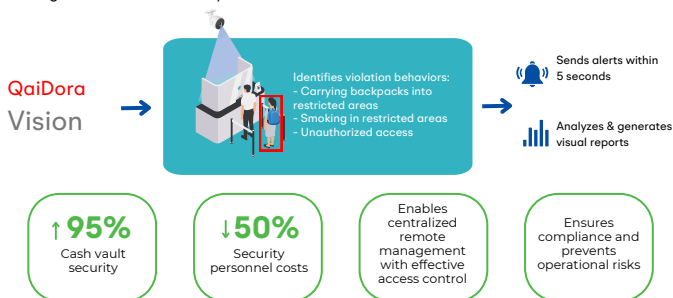 QaiDora
Vision
Identifies violation behaviors:
- Carrying backpacks into
restricted areas
- Smoking in restricted areas
- Unauthorized access
Sends alerts within
5 seconds
Analyzes & generates
visual reports
↑95%
Cash vault
security
↓50%
Security
personnel costs
Enables
centralized
remote
management
with effective
access control
Ensures
compliance and
prevents
operational risks